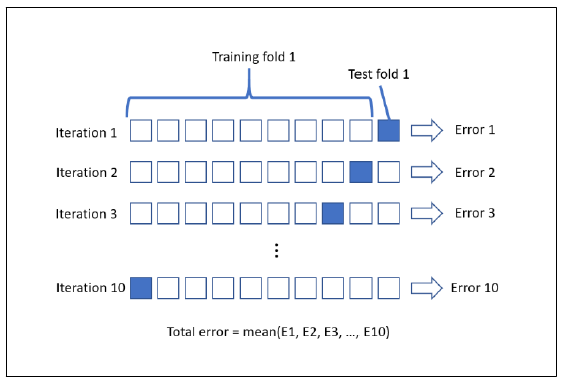 Training fold 1
Test fold 1
Iteration 1
Error 1
Iteration 2
Error 2
Iteration 3
Error 3
Iteration 10
Error 10
Total error = mean(E1, E2, E3, ..., E10)